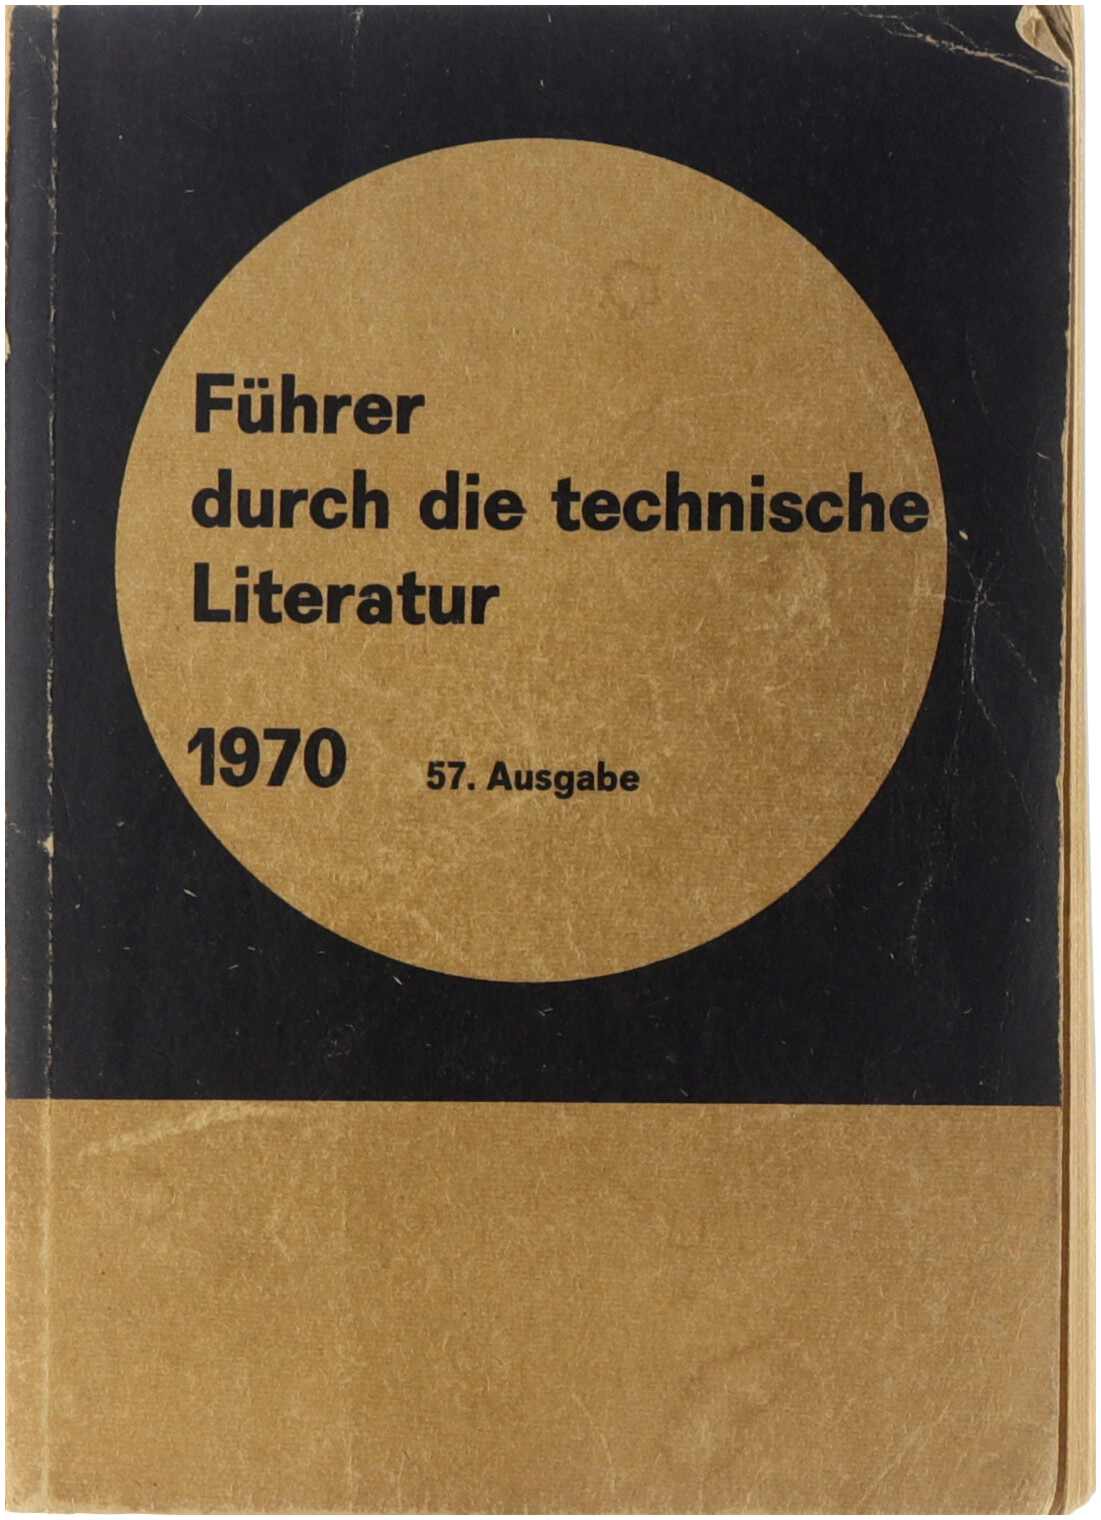 Führer
durch die technische
Literatur
1970 57. Ausgabe